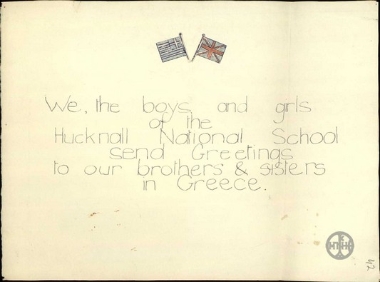 We, the boys and girls
of the
Hucknall National School
send Greetings
to our brothers & sisters
in Greece.